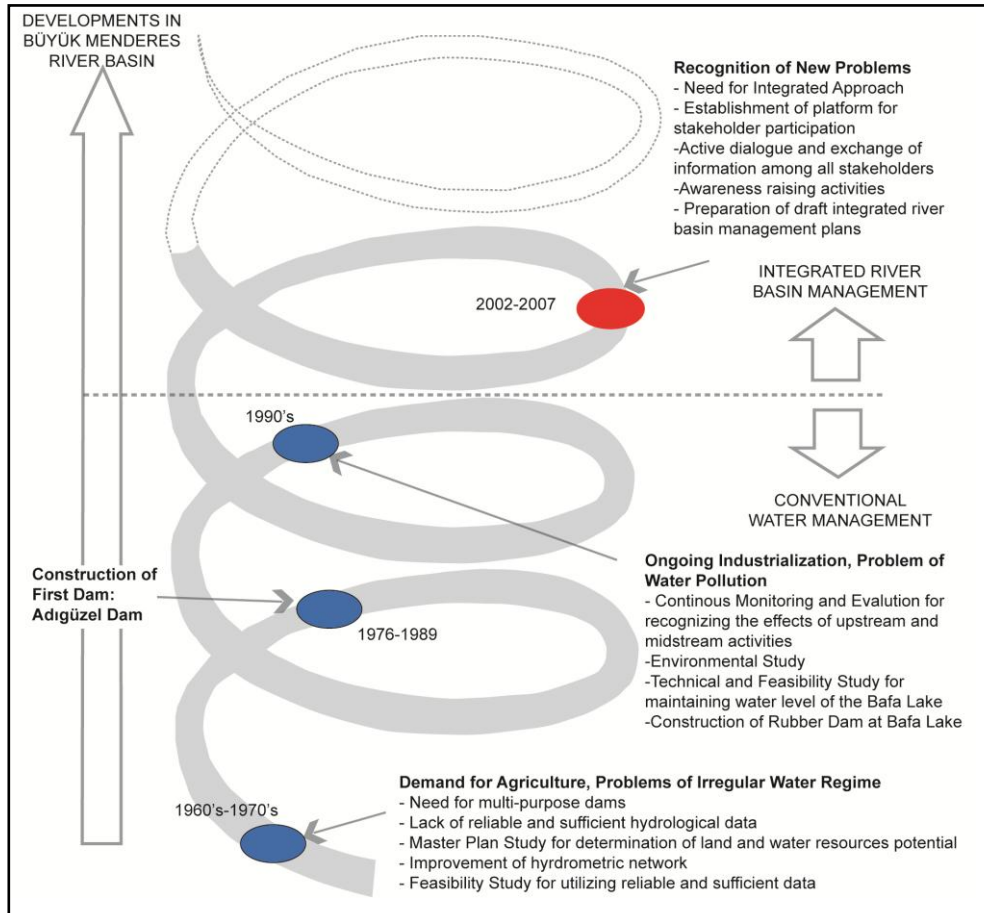 DEVELOPMENTS IN
BÜYÜK MENDERES
RIVER BASIN
Recognition of New Problems
- Need for Integrated Approach
- Establishment of platform for
stakeholder participation
-Active dialogue and exchange of
information among all stakeholders
-Awareness raising activities
- Preparation of draft integrated river
basin management plans
2002-2007
INTEGRATED RIVER
BASIN MANAGEMENT
1990's
CONVENTIONAL
WATER MANAGEMENT
Construction of
First Dam:
Adıgüzel Dam
1976-1989
Ongoing Industrialization, Problem of
Water Pollution
- Continous Monitoring and Evalution for
recognizing the effects of upstream and
midstream activities
-Environmental Study
-Technical and Feasibility Study for
maintaining water level of the Bafa Lake
-Construction of Rubber Dam at Bafa Lake
1960's-1970's
Demand for Agriculture, Problems of Irregular Water Regime
- Need for multi-purpose dams
- Lack of reliable and sufficient hydrological data
- Master Plan Study for determination of land and water resources potential
- Improvement of hyrdrometric network
- Feasibility Study for utilizing reliable and sufficient data